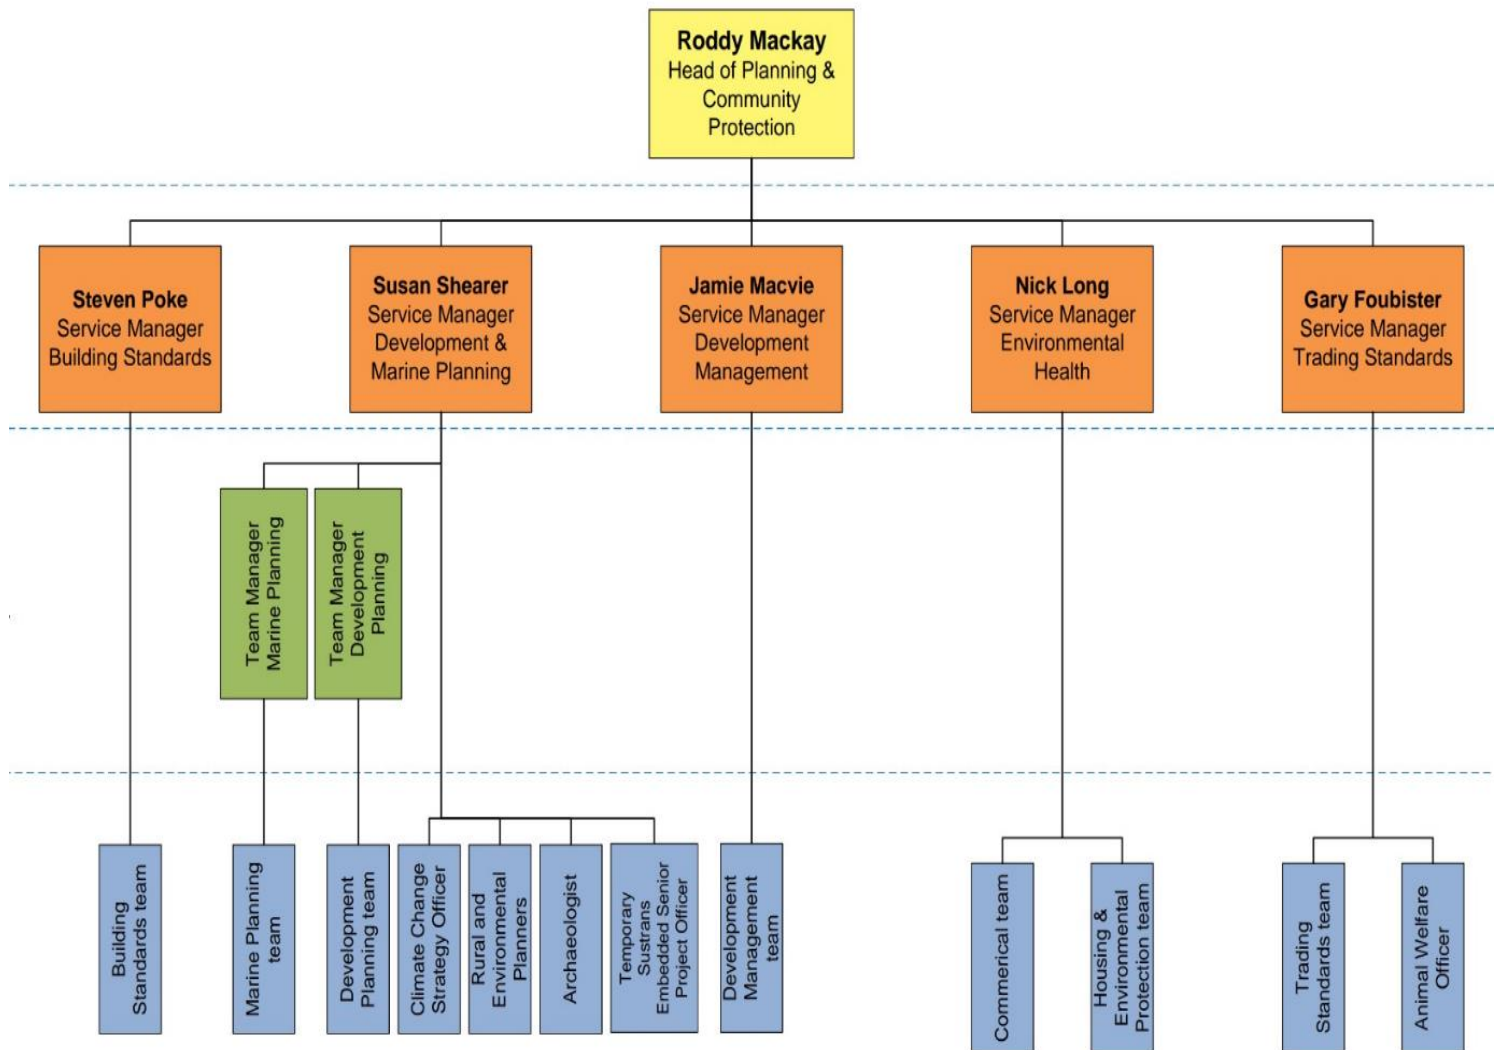 Roddy Mackay
Head of Planning &
Community
Protection
Steven Poke
Service Manager
Building Standards
Susan Shearer
Service Manager
Development &
Marine Planning
Jamie Macvie
Service Manager
Development
Management
Nick Long
Service Manager
Environmental
Health
Gary Foubister
Service Manager
Trading Standards
Team Manager
Marine Planning
Team Manager
Development
Planning
Building
Standards team
Marine Planning
team
Development
Planning team
Climate Change
Strategy Officer
Rural and
Environmental
Planners
Archaeologist
Temporary
Sustrans
Embedded Senior
Project Officer
Development
Management
team
Commerical team
Housing &
Environmental
Protection team
Trading
Standards team
Animal Welfare
Officer